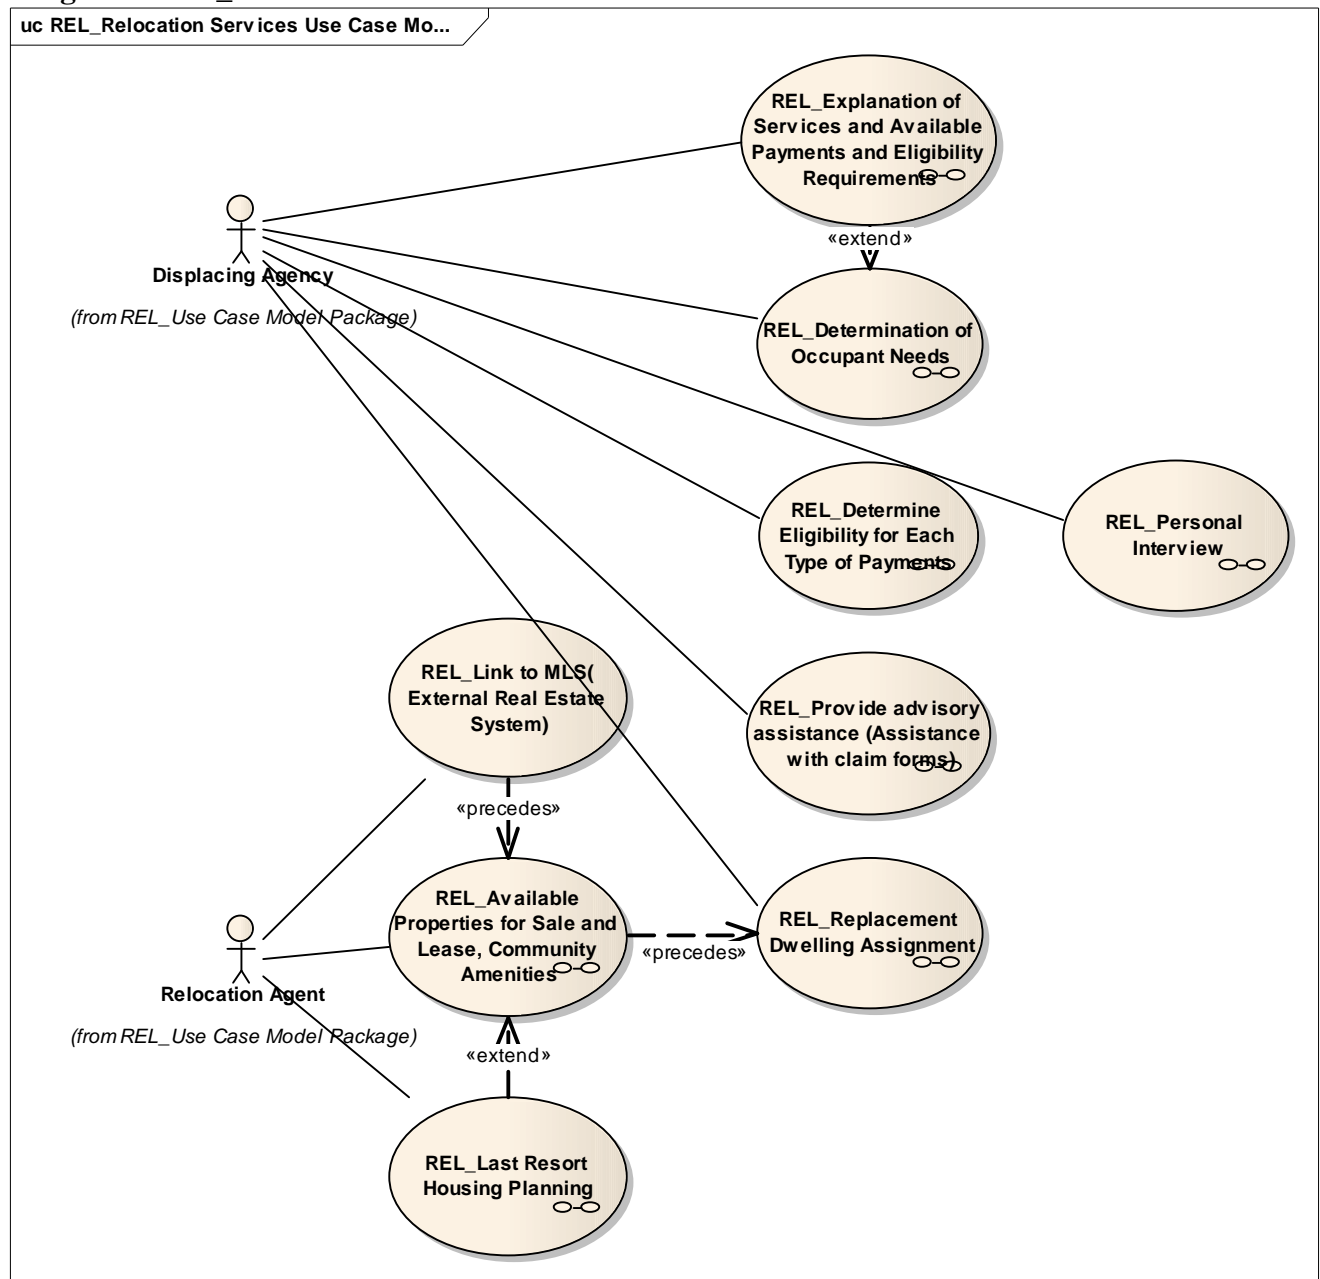 uc REL_Relocation Services Use Case Mo...
REL_Explanation of
Services and Available
Payments and Eligibility
Requirements
«extend»
Displacing Agency
(from REL_Use Case Model Package)
REL_Determination of
Occupant Needs
REL_Determine
Eligibility for Each
Type of Payments
REL_Personal
Interview
REL_Link to MLS(
External Real Estate
System)
REL_Provide advisory
assistance (Assistance
with claim forms)
«precedes»
REL_Available
Properties for Sale and
Lease, Community
Amenities
«precedes»
REL_Replacement
Dwelling Assignment
Relocation Agent
(from REL_Use Case Model Package)
«extend»
REL_Last Resort
Housing Planning